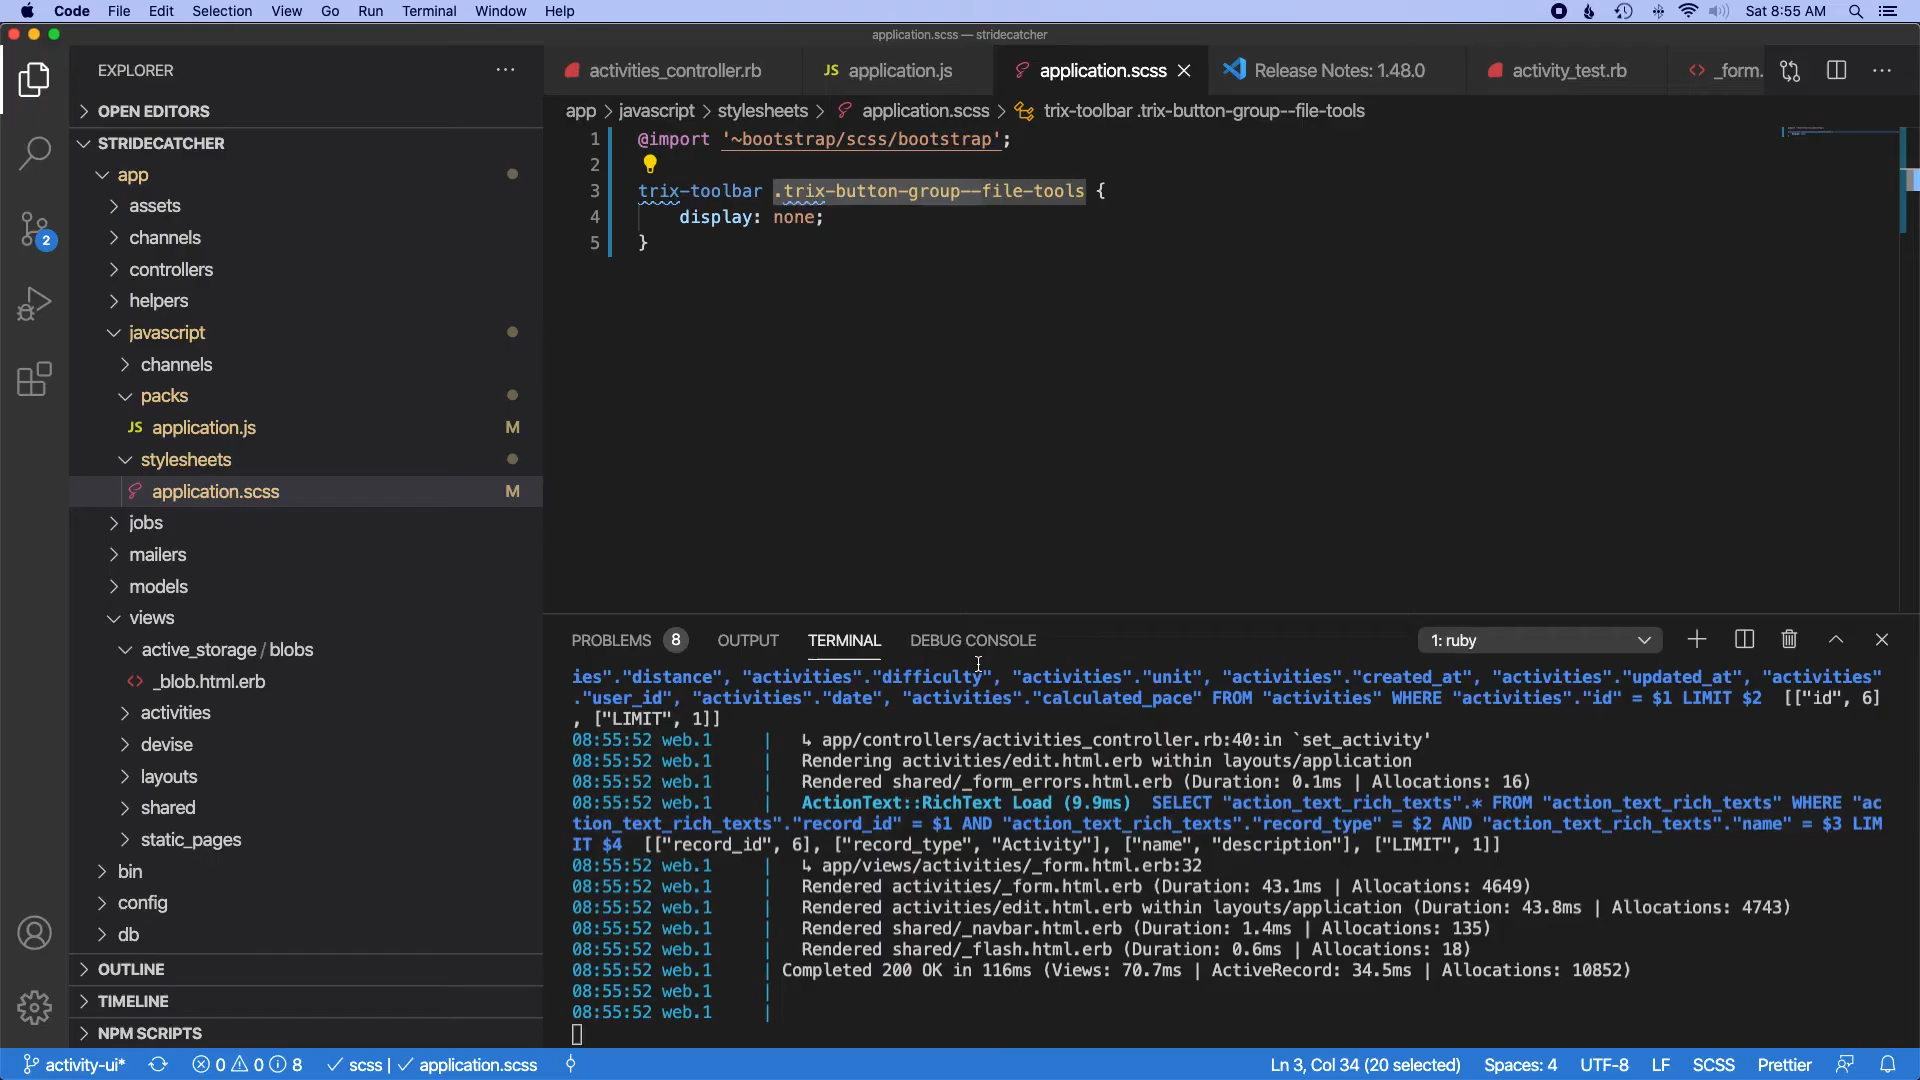 Code File Edit Selection View Go Run Terminal Window Help
Sat 8:55 AM
application.scss — stridecatcher
EXPLORER
OPEN EDITORS
STRIDECATCHER
app
assets
channels
controllers
helpers
javascript
channels
packs
JS application.js M
stylesheets
application.scss M
jobs
mailers
models
views
active_storage / blobs
_blob.html.erb
activities
devise
layouts
shared
static_pages
bin
config
db
OUTLINE
TIMELINE
NPM SCRIPTS
2
activities_controller.rb
JS application.js
application.scss
Release Notes: 1.48.0
activity_test.rb
_form.
app > javascript > stylesheets > application.scss > trix-toolbar .trix-button-group--file-tools
1 @import '~bootstrap/scss/bootstrap';
2
3 trix-toolbar .trix-button-group--file-tools {
4 display: none;
5 }
PROBLEMS 8 OUTPUT TERMINAL DEBUG CONSOLE
1: ruby
ies"."distance", "activities"."difficulty", "activities"."unit", "activities"."created_at", "activities"."updated_at", "activities"
."user_id", "activities"."date", "activities"."calculated_pace" FROM "activities" WHERE "activities"."id" = $1 LIMIT $2 [["id", 6]
, ["LIMIT", 1]]
08:55:52 web.1 | ↳ app/controllers/activities_controller.rb:40:in `set_activity'
08:55:52 web.1 | Rendering activities/edit.html.erb within layouts/application
08:55:52 web.1 | Rendered shared/_form_errors.html.erb (Duration: 0.1ms | Allocations: 16)
08:55:52 web.1 | ActionText::RichText Load (9.9ms) SELECT "action_text_rich_texts".* FROM "action_text_rich_texts" WHERE "ac
tion_text_rich_texts"."record_id" = $1 AND "action_text_rich_texts"."record_type" = $2 AND "action_text_rich_texts"."name" = $3 LIM
IT $4 [["record_id", 6], ["record_type", "Activity"], ["name", "description"], ["LIMIT", 1]]
08:55:52 web.1 | ↳ app/views/activities/_form.html.erb:32
08:55:52 web.1 | Rendered activities/_form.html.erb (Duration: 43.1ms | Allocations: 4649)
08:55:52 web.1 | Rendered activities/edit.html.erb within layouts/application (Duration: 43.8ms | Allocations: 4743)
08:55:52 web.1 | Rendered shared/_navbar.html.erb (Duration: 1.4ms | Allocations: 135)
08:55:52 web.1 | Rendered shared/_flash.html.erb (Duration: 0.6ms | Allocations: 18)
08:55:52 web.1 | Completed 200 OK in 116ms (Views: 70.7ms | ActiveRecord: 34.5ms | Allocations: 10852)
08:55:52 web.1 |
08:55:52 web.1 |
activity-ui* 0 0 8 scss | application.scss
Ln 3, Col 34 (20 selected) Spaces: 4 UTF-8 LF SCSS Prettier